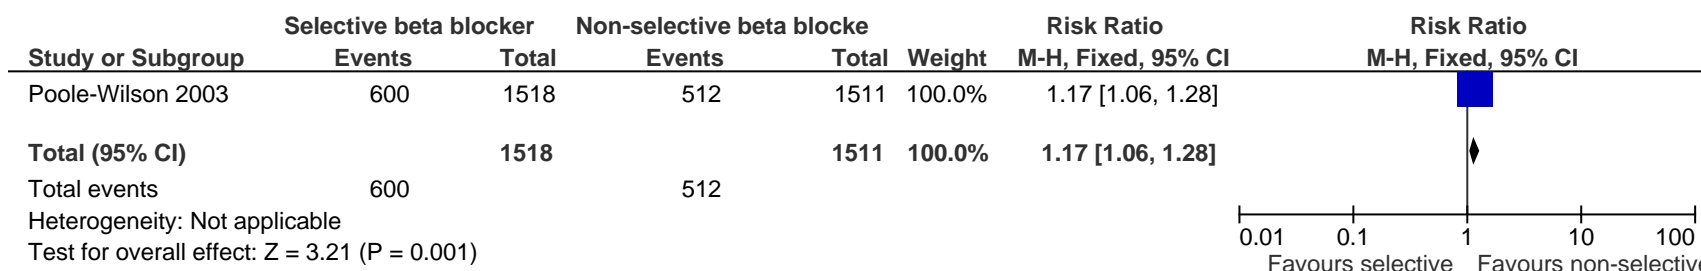 Selective beta blocker Non-selective beta blocke Risk Ratio Risk Ratio
Study or Subgroup Events Total Events Total Weight M-H, Fixed, 95% CI M-H, Fixed, 95% CI
Poole-Wilson 2003 600 1518 512 1511 100.0% 1.17 [1.06, 1.28]
Total (95% CI) 1518 1511 100.0% 1.17 [1.06, 1.28]
Total events 600 512
Heterogeneity: Not applicable
Test for overall effect: Z = 3.21 (P = 0.001)
0.01 0.1 1 10 100
Favours selective Favours non-selective